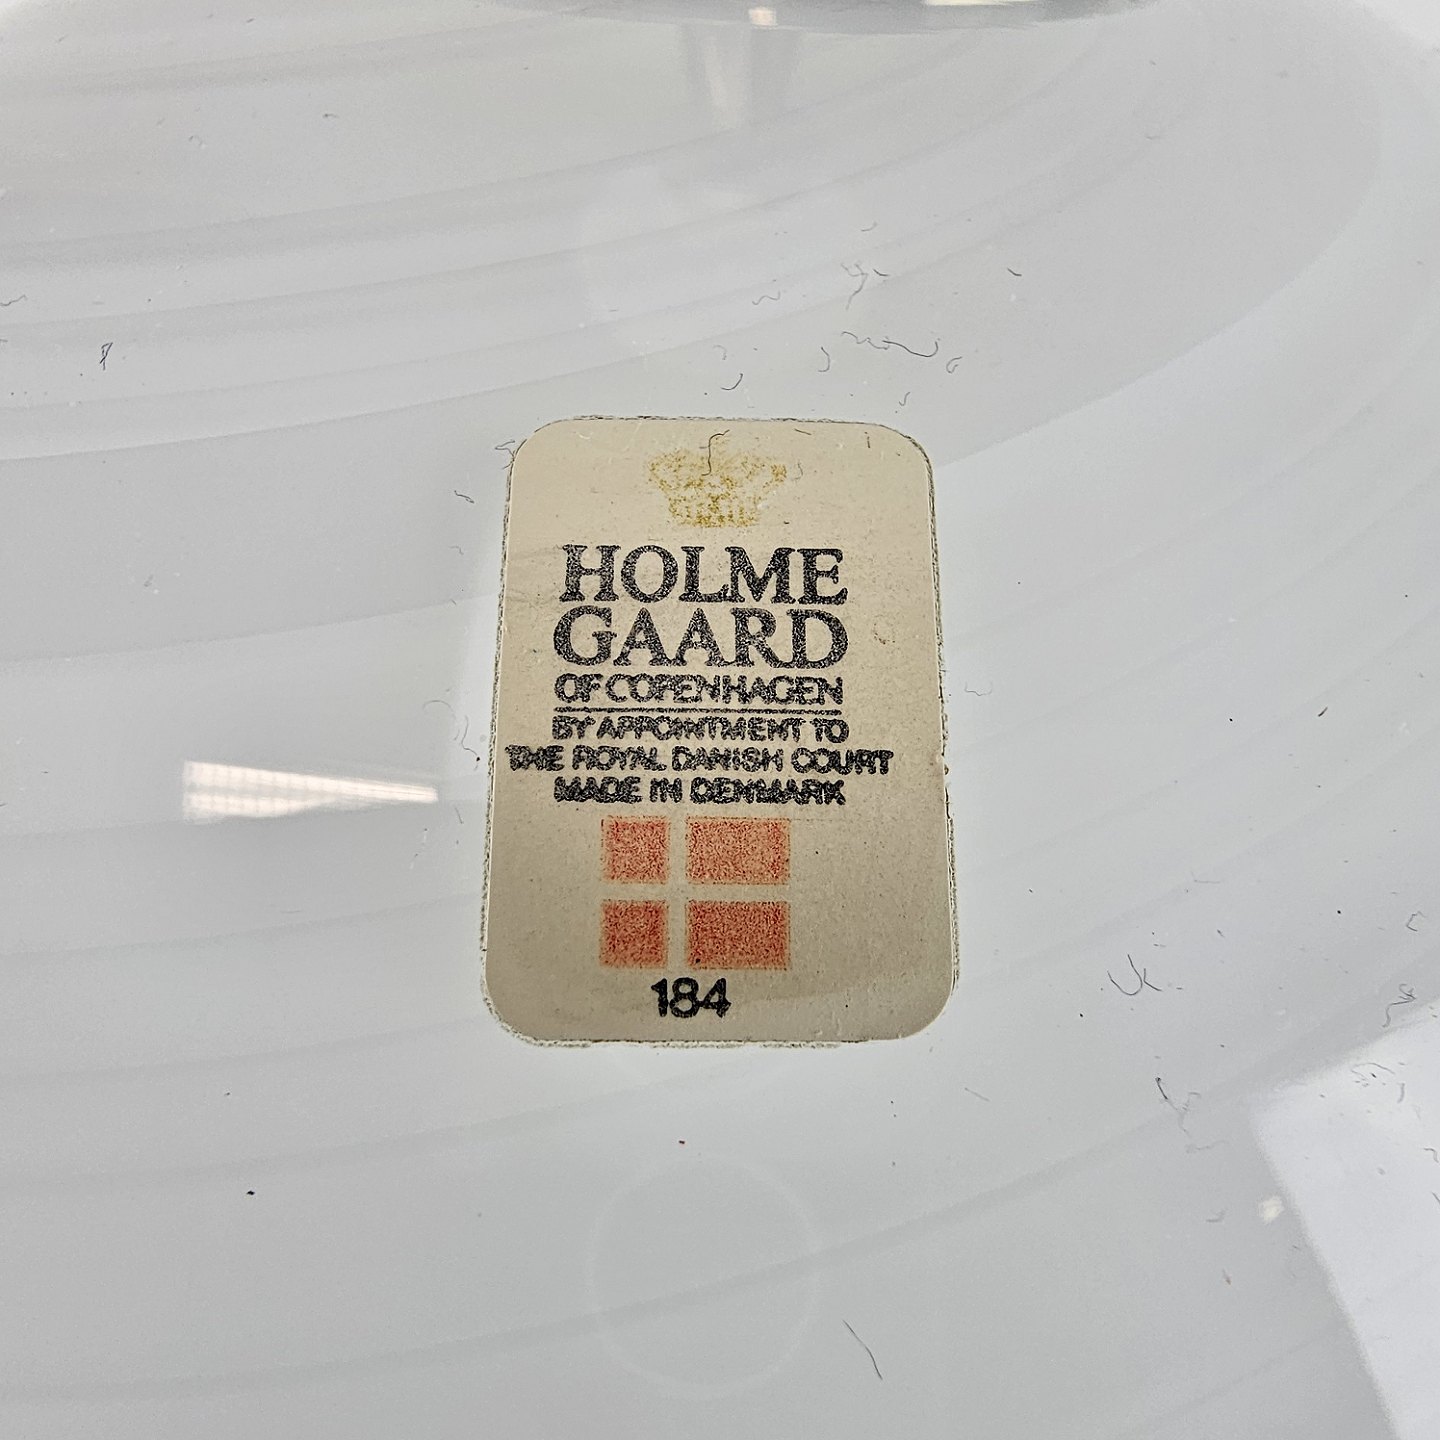 HOLME
GAARD
OF COPENHAGEN
BY APPOINTMENT TO
THE ROYAL DANISH COURT
MADE IN DENMARK
184